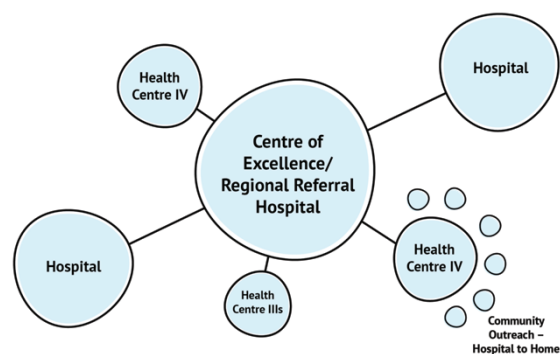 Health
Centre IV
Hospital
Centre of
Excellence/
Regional Referral
Hospital
Hospital
Health
Centre IV
Health
Centre IIIs
Community
Outreach –
Hospital to Home